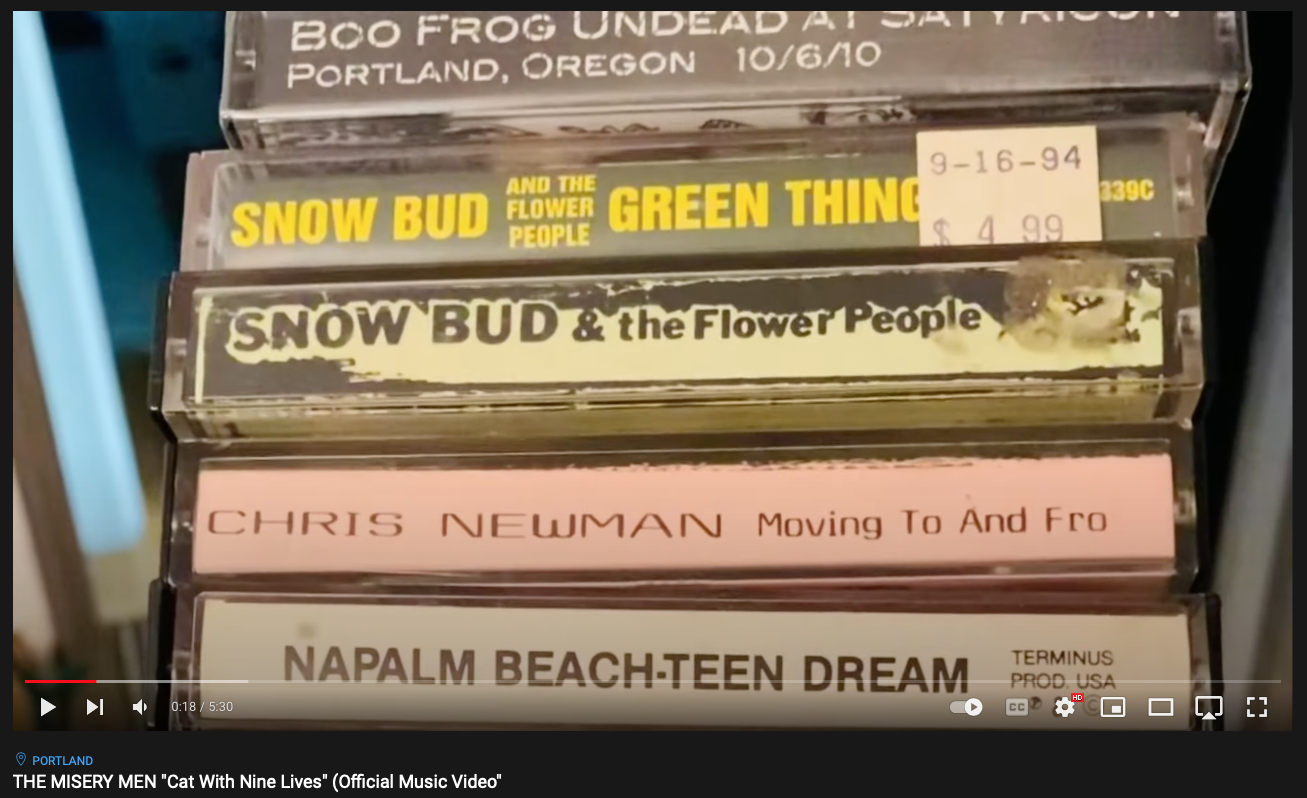 BOO FROG UNDEAD AT SATYRICON
PORTLAND, OREGON 10/6/10
SNOW BUD AND THE FLOWER PEOPLE GREEN THING
339C
9-16-94
$ 4.99
SNOW BUD & the Flower People
CHRIS NEWMAN Moving To And Fro
NAPALM BEACH-TEEN DREAM
TERMINUS
PROD. USA
0:18 / 5:30
CC
HD
PORTLAND
THE MISERY MEN "Cat With Nine Lives" (Official Music Video"